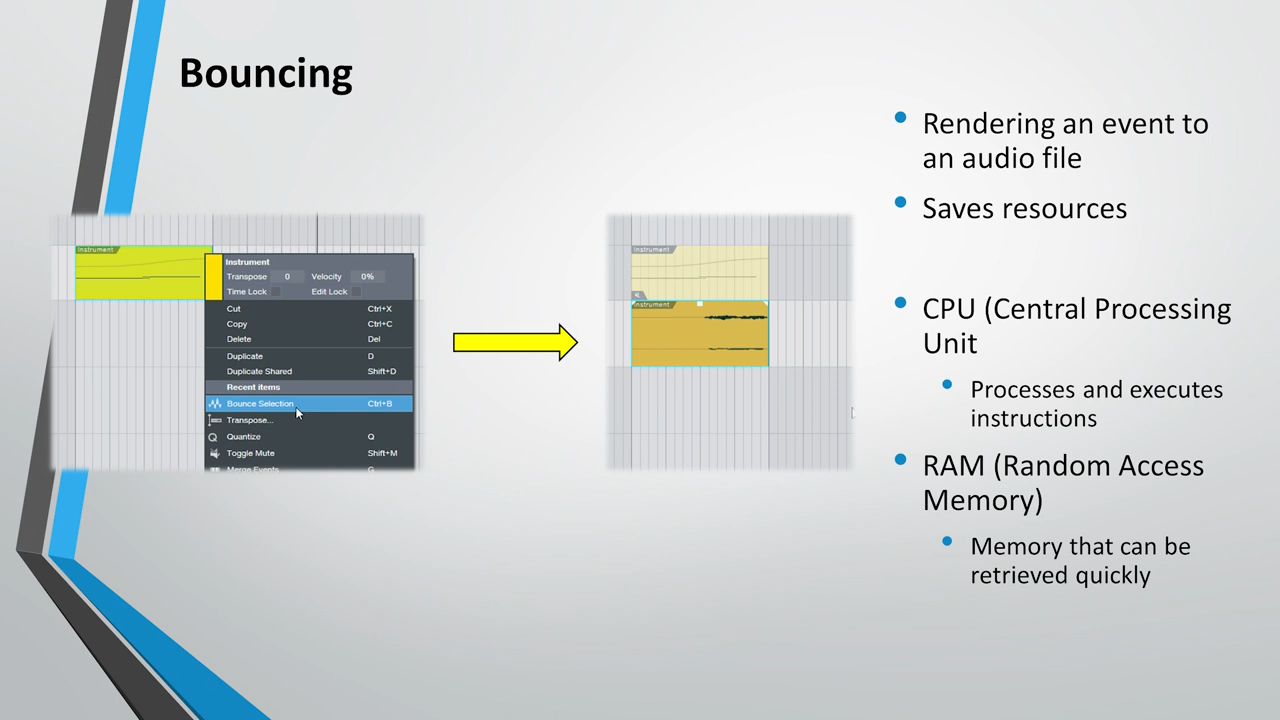 Bouncing
Instrument
Instrument
Transpose 0 Velocity 0%
Time Lock Edit Lock
Cut Ctrl+X
Copy Ctrl+C
Delete Del
Duplicate D
Duplicate Shared Shift+D
Recent items
Bounce Selection Ctrl+B
Transpose...
Quantize Q
Toggle Mute Shift+M
Merge Events G
Instrument
Instrument
• Rendering an event to
an audio file
• Saves resources
• CPU (Central Processing
Unit
• Processes and executes
instructions
• RAM (Random Access
Memory)
• Memory that can be
retrieved quickly